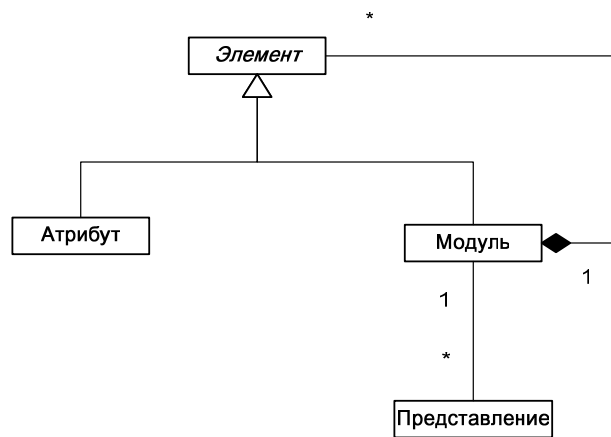 *
Элемент
Атрибут
Модуль
1
1
*
Представление